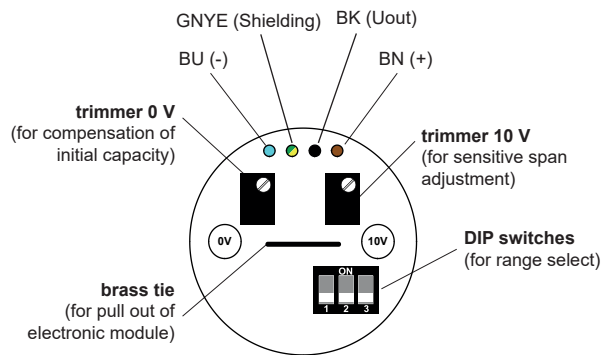 GNYE (Shielding)
BK (Uout)
BU (-)
BN (+)
trimmer 0 V
(for compensation of
initial capacity)
trimmer 10 V
(for sensitive span
adjustment)
0V
10V
DIP switches
(for range select)
ON
1 2 3
brass tie
(for pull out of
electronic module)